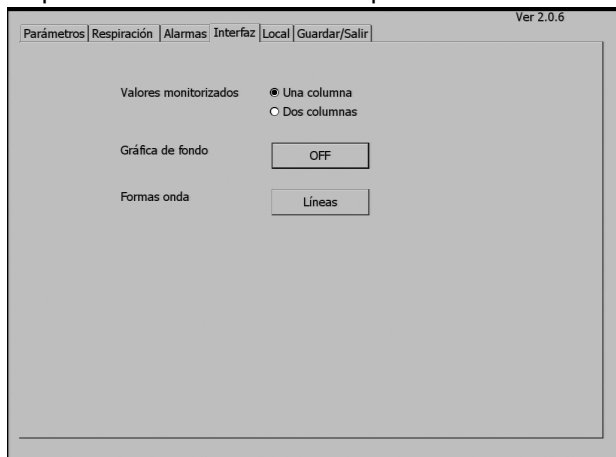 Ver 2.0.6
Parámetros Respiración Alarmas Interfaz Local Guardar/Salir
Valores monitorizados Una columna
Dos columnas
Gráfica de fondo OFF
Formas onda Líneas